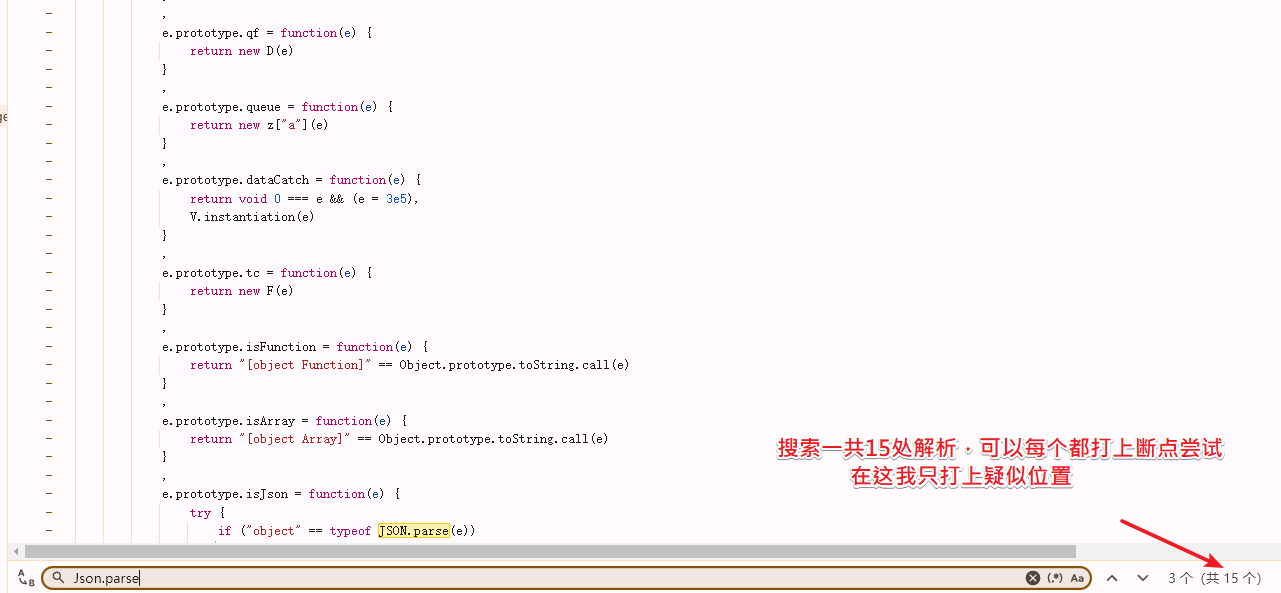 ,
e.prototype.qf = function(e) {
return new D(e)
}
,
e.prototype.queue = function(e) {
return new z["a"](e)
}
,
e.prototype.dataCatch = function(e) {
return void 0 === e && (e = 3e5),
V.instantiation(e)
}
,
e.prototype.tc = function(e) {
return new F(e)
}
,
e.prototype.isFunction = function(e) {
return "[object Function]" == Object.prototype.toString.call(e)
}
,
e.prototype.isArray = function(e) {
return "[object Array]" == Object.prototype.toString.call(e)
}
,
e.prototype.isJson = function(e) {
try {
if ("object" == typeof JSON.parse(e))
搜索一共15处解析，可以每个都打上断点尝试
在这我只打上疑似位置
Json.parse
(.*) Aa
3 个 (共 15 个)